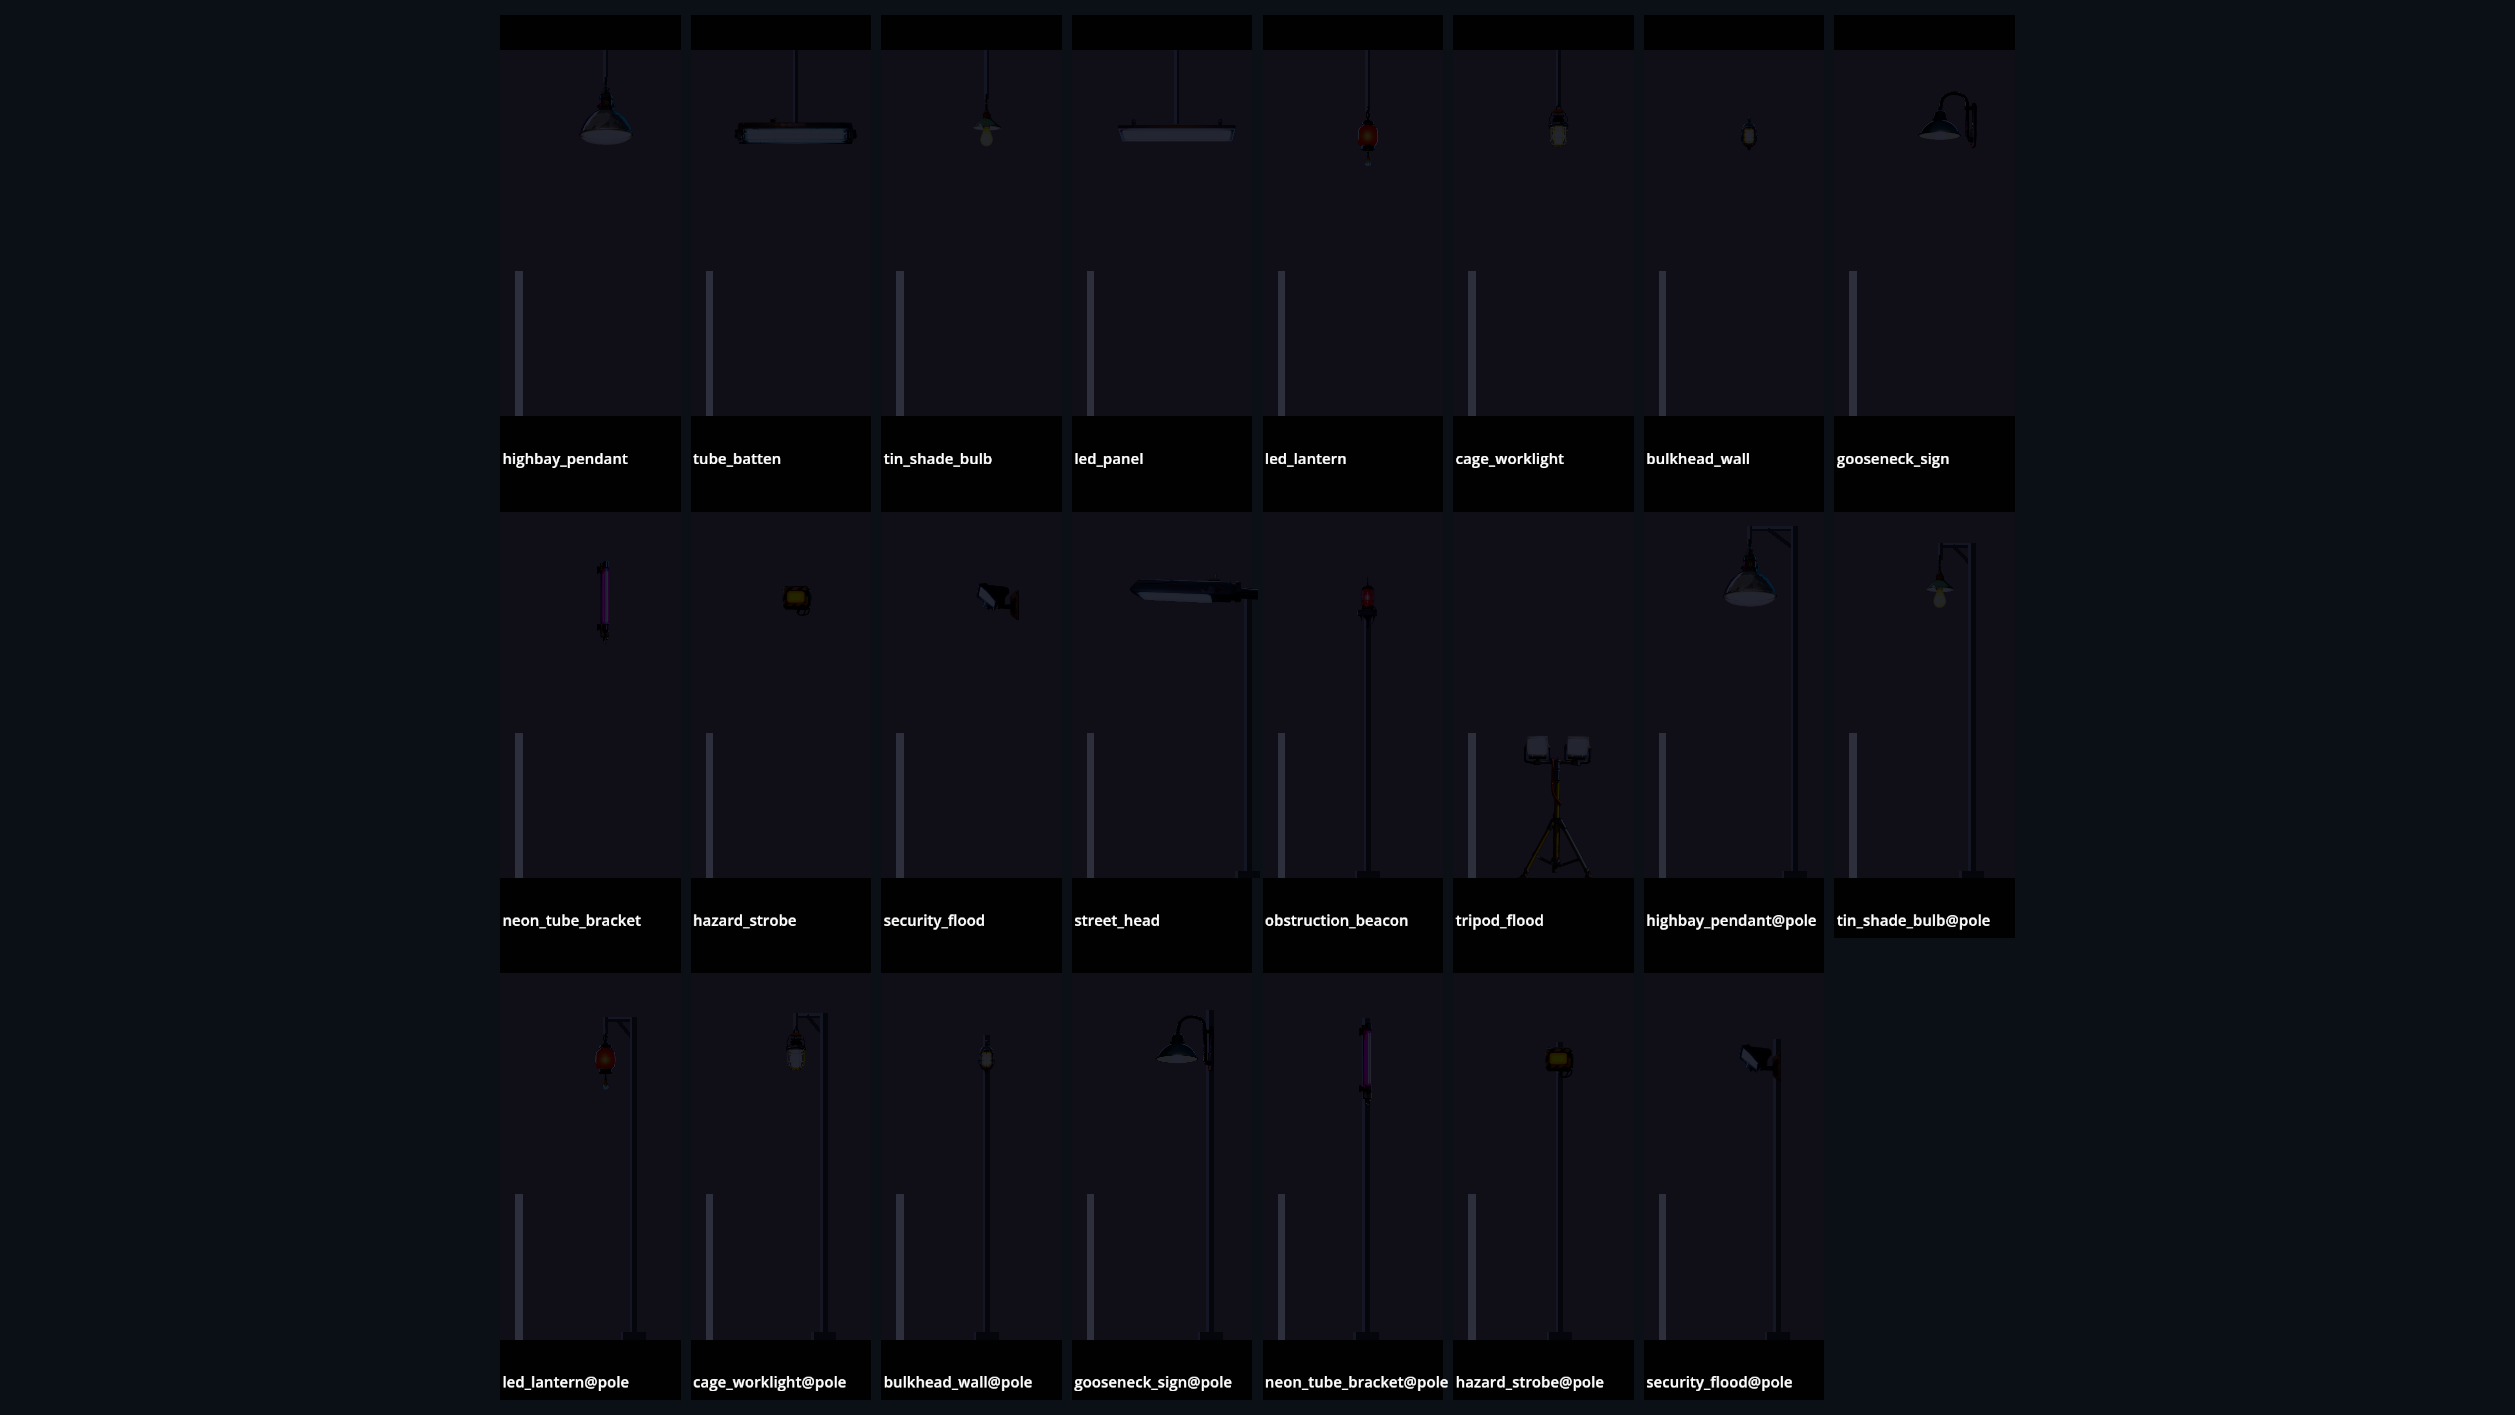 highbay_pendant
tube_batten
tin_shade_bulb
led_panel
led_lantern
cage_worklight
bulkhead_wall
gooseneck_sign
neon_tube_bracket
hazard_strobe
security_flood
street_head
obstruction_beacon
tripod_flood
highbay_pendant@pole
tin_shade_bulb@pole
led_lantern@pole
cage_worklight@pole
bulkhead_wall@pole
gooseneck_sign@pole
neon_tube_bracket@pole
hazard_strobe@pole
security_flood@pole